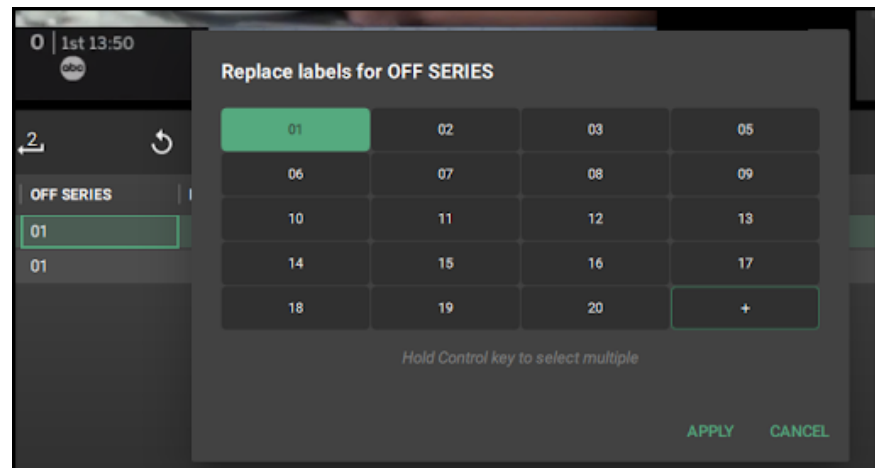 0 | 1st 13:50
abc
Replace labels for OFF SERIES
2
01 02 03 05
06 07 08 09
10 11 12 13
14 15 16 17
18 19 20 +
OFF SERIES
01
01
Hold Control key to select multiple
APPLY CANCEL